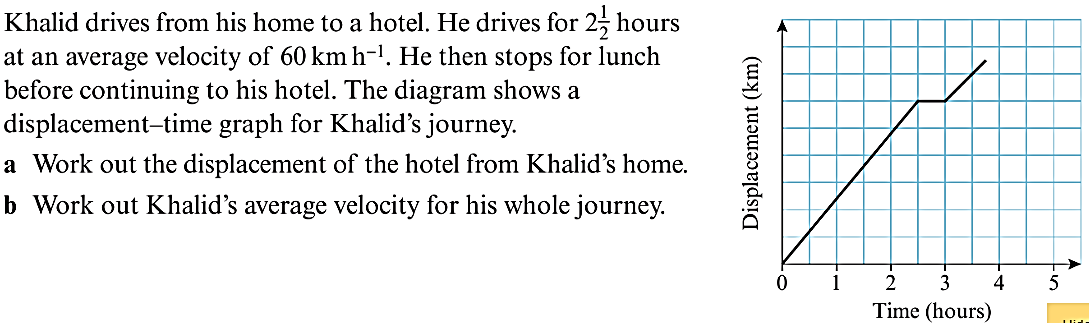 Khalid drives from his home to a hotel. He drives for 2½ hours
at an average velocity of 60 km h⁻¹. He then stops for lunch
before continuing to his hotel. The diagram shows a
displacement–time graph for Khalid's journey.
a Work out the displacement of the hotel from Khalid's home.
b Work out Khalid's average velocity for his whole journey.
Displacement (km)
0 1 2 3 4 5
Time (hours)